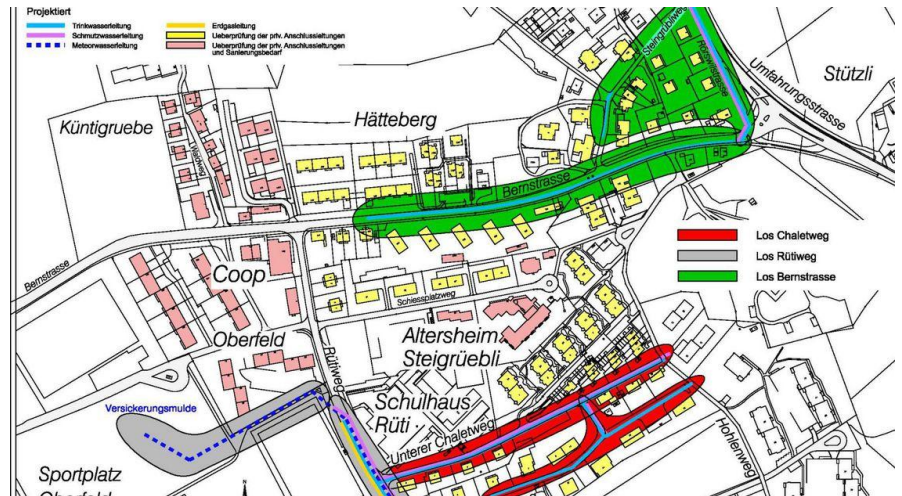 Projektiert
Trinkwasserleitung
Schmutzwasserleitung
Meteorwasserleitung
Erdgasleitung
Ueberprüfung der priv. Anschlussleitungen
Ueberprüfung der priv. Anschlussleitungen
und Sanierungsbedarf
Steingrübliweg
Umfahrungsstrasse
Stützli
Küntigruebe
Hätteberg
Bernstrasse
Los Chaletweg
Los Rütiweg
Los Bernstrasse
Bernstrasse
Coop
Schiessplatzweg
Oberfeld
Rütiweg
Altersheim
Steigrüebli
Schulhaus
Rüti
Versickerungsmulde
Unterer Chaletweg
Hohlenweg
Sportplatz
Oberfeld
N